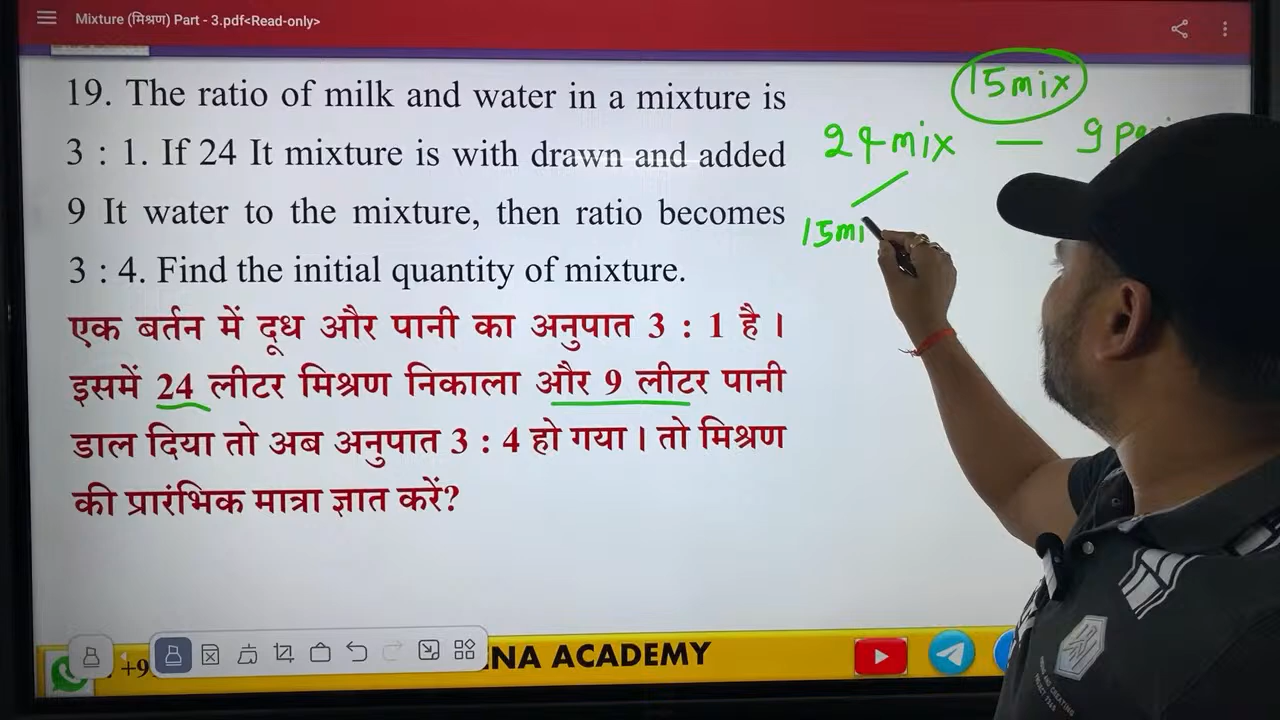 Mixture (मिश्रण) Part - 3.pdf<Read-only>
19. The ratio of milk and water in a mixture is
3 : 1. If 24 It mixture is with drawn and added
9 It water to the mixture, then ratio becomes
3 : 4. Find the initial quantity of mixture.
एक बर्तन में दूध और पानी का अनुपात 3 : 1 है।
इसमें 24 लीटर मिश्रण निकाला और 9 लीटर पानी
डाल दिया तो अब अनुपात 3 : 4 हो गया। तो मिश्रण
की प्रारंभिक मात्रा ज्ञात करें?
15mix
24mix — 9
15mi
+9
ACADEMY